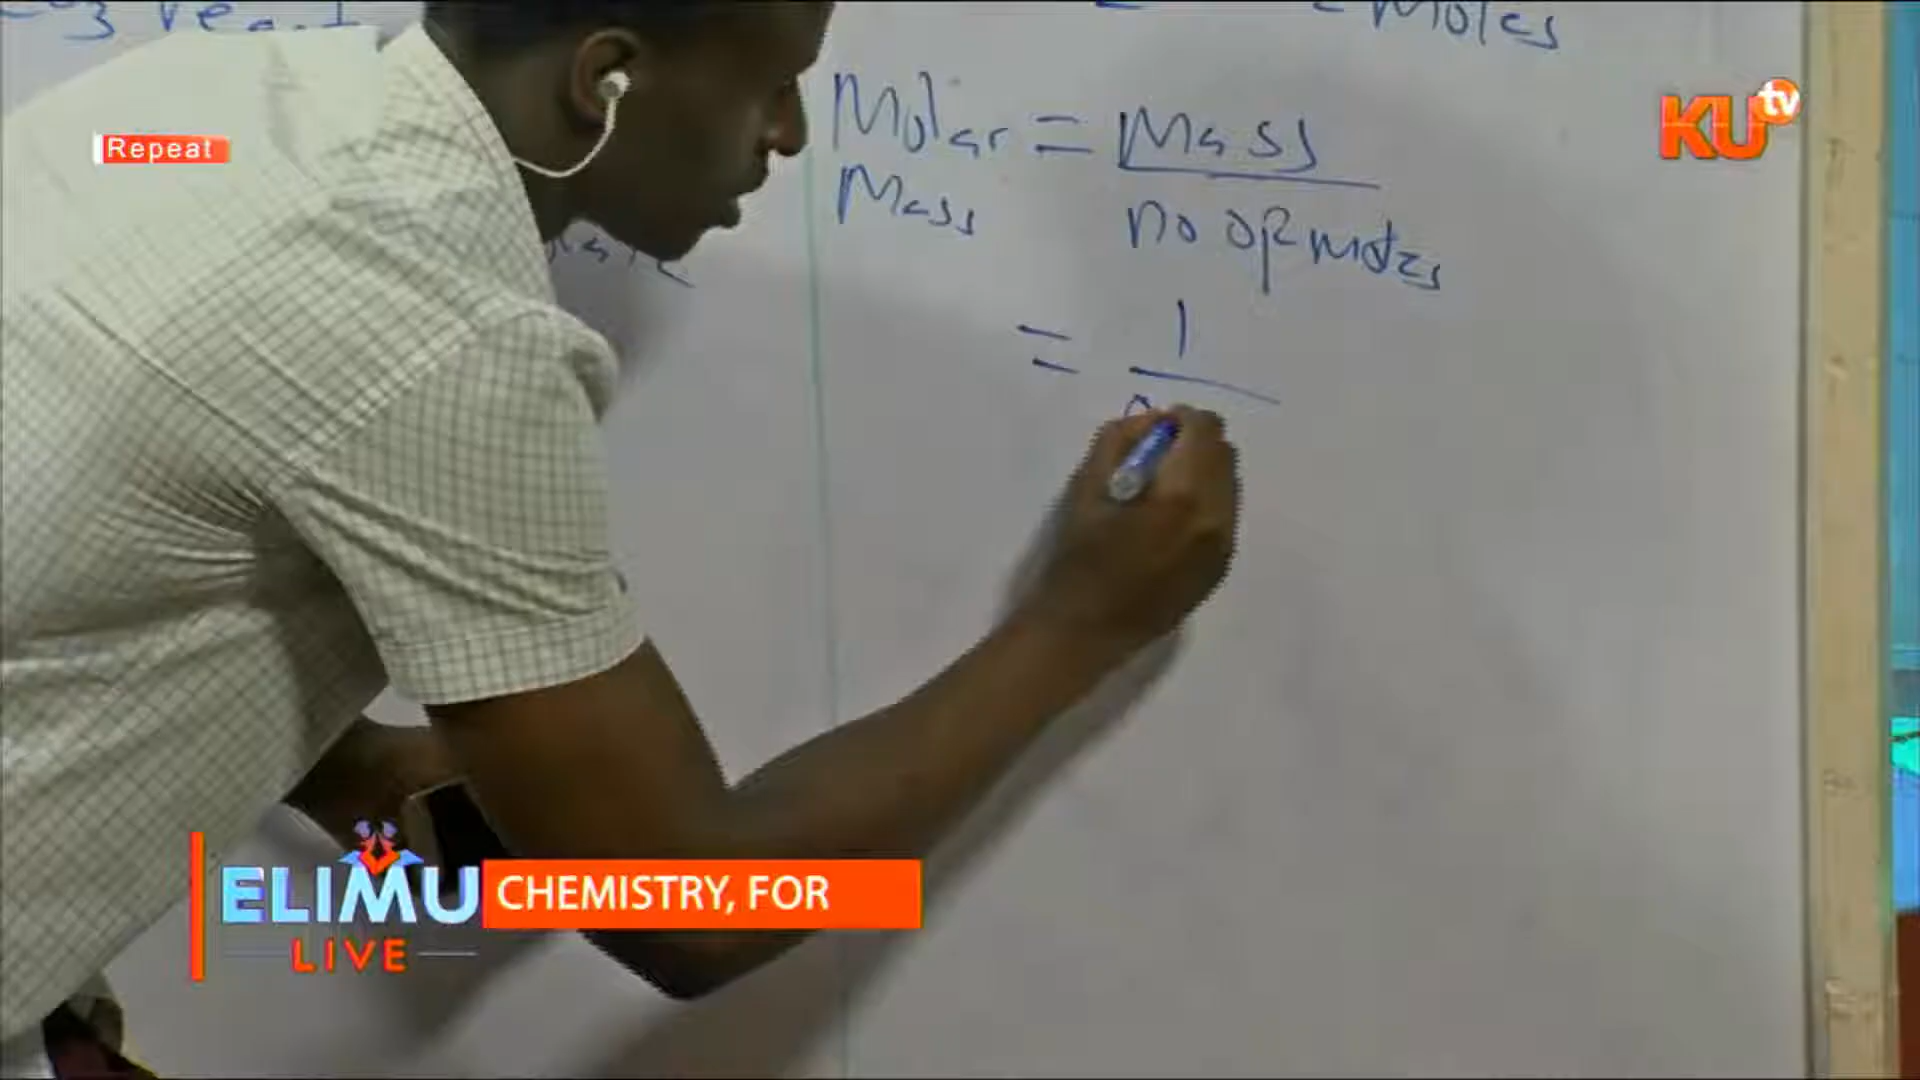 Moles
Repeat
KU tv
Molar = Mass
Mass
no of moles
= 1
ELIMU
LIVE
CHEMISTRY, FOR